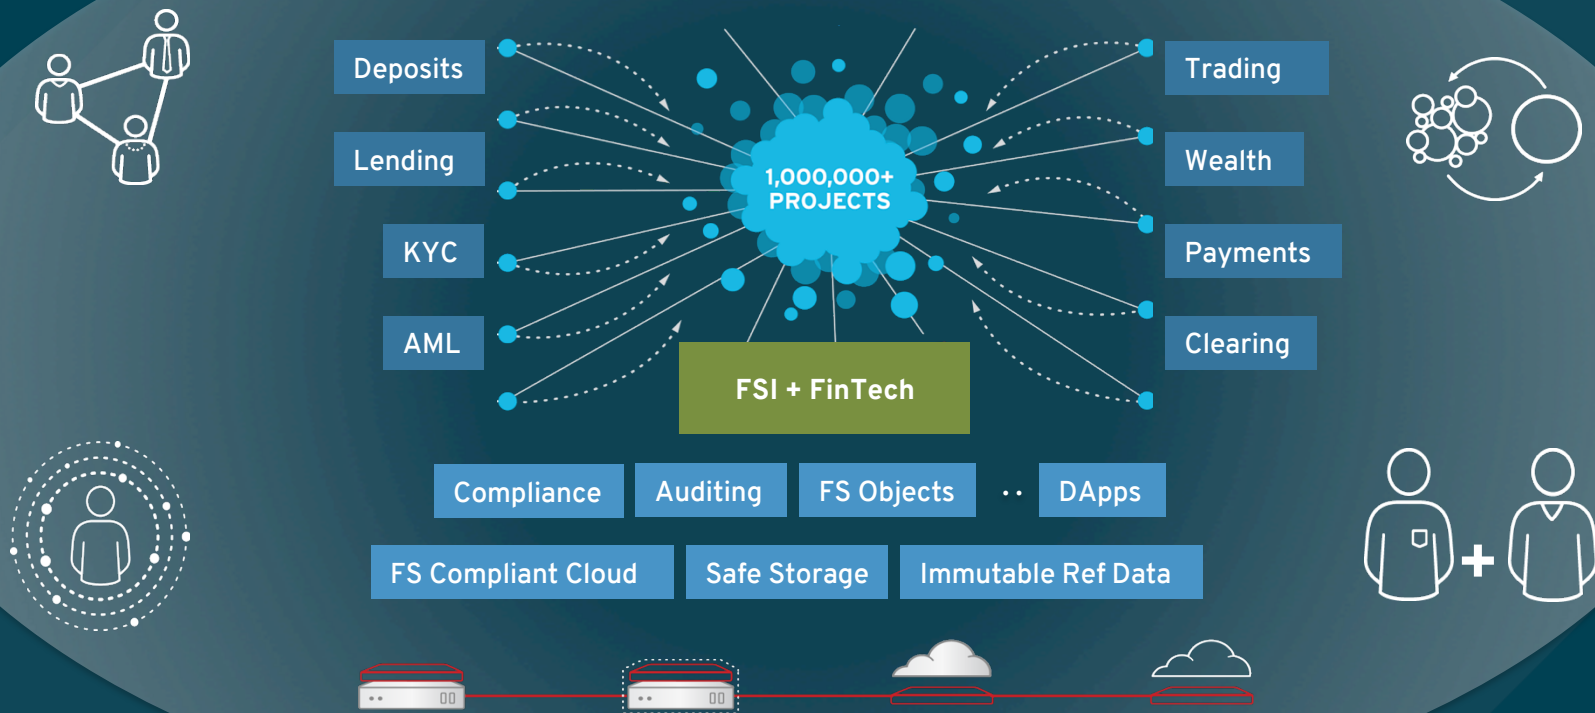 Deposits
Lending
KYC
AML
1,000,000+
PROJECTS
Trading
Wealth
Payments
Clearing
FSI + FinTech
Compliance
Auditing
FS Objects
..
DApps
FS Compliant Cloud
Safe Storage
Immutable Ref Data